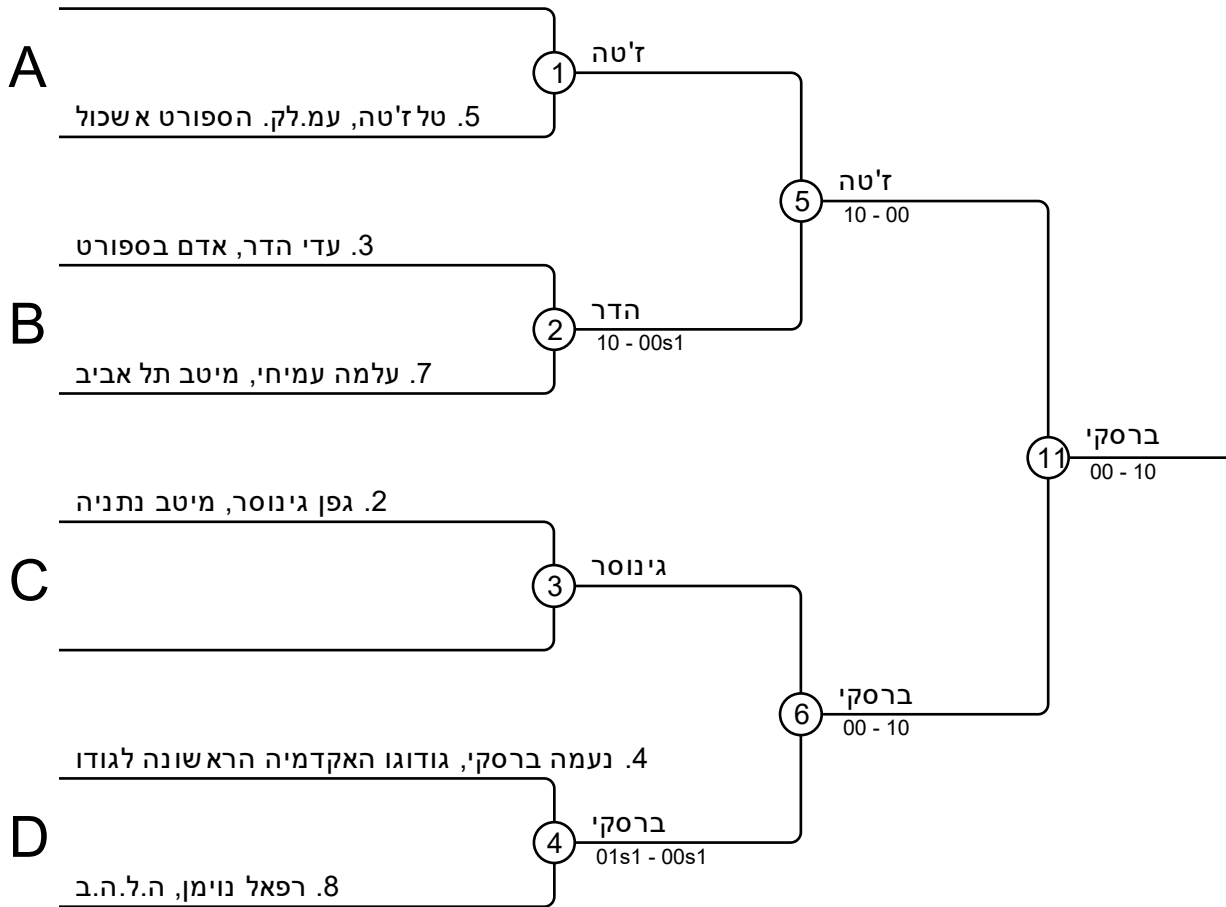 A
1
ז'טה
5. טל ז'טה, עמ.לק. הספורט אשכול
5
ז'טה
10 - 00
3. עדי הדר, אדם בספורט
B
2
הדר
10 - 00s1
7. עלמה עמיחי, מיטב תל אביב
11
ברסקי
00 - 10
2. גפן גינוסר, מיטב נתניה
C
3
גינוסר
6
ברסקי
00 - 10
4. נעמה ברסקי, גודוגו האקדמיה הראשונה לגודו
D
4
ברסקי
01s1 - 00s1
8. רפאל נוימן, ה.ל.ה.ב